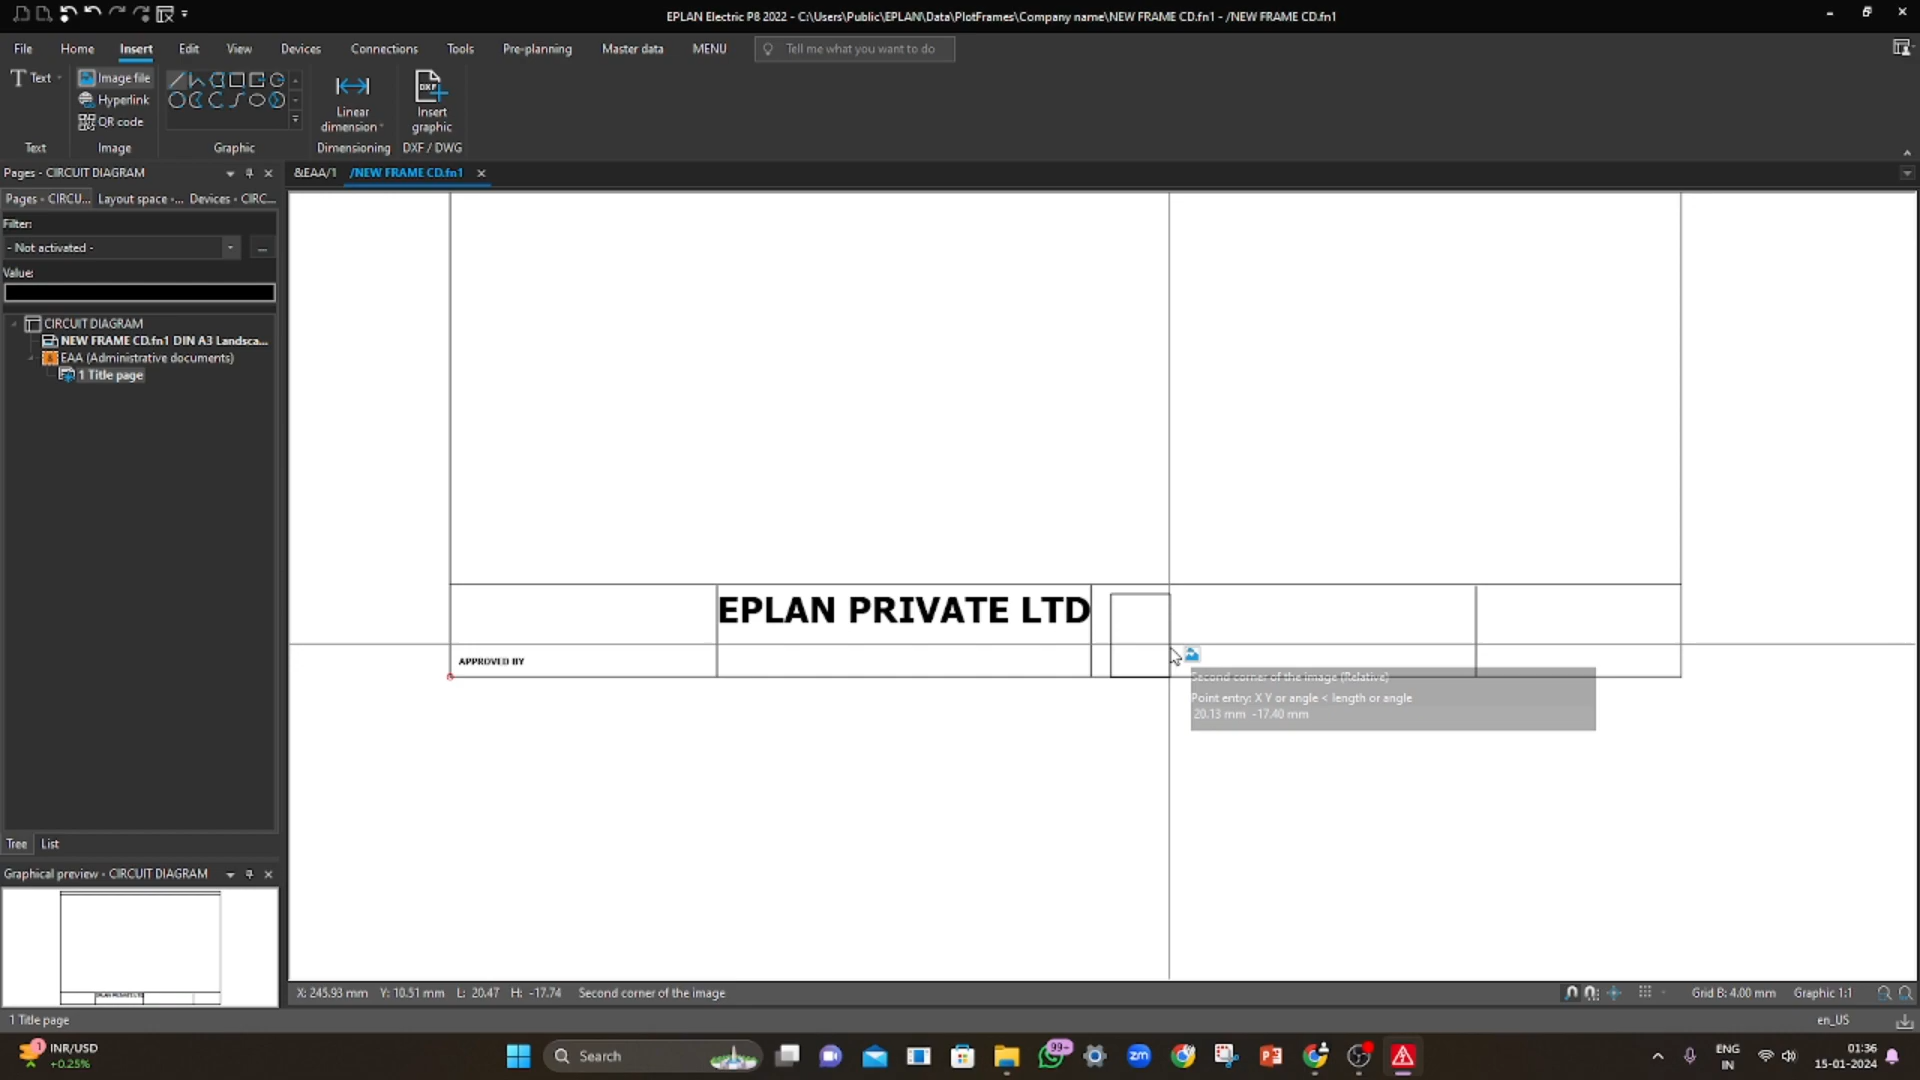 EPLAN Electric P8 2022 - C:\Users\Public\EPLAN\Data\PlotFrames\Company name\NEW FRAME CD.fn1 - /NEW FRAME CD.fn1
File Home Insert Edit View Devices Connections Tools Pre-planning Master data MENU Tell me what you want to do
Text
Image file
Hyperlink
QR code
Linear dimension
Insert graphic
DXF
Text Image Graphic Dimensioning DXF / DWG
Pages - CIRCUIT DIAGRAM
&EAA/1 /NEW FRAME CD.fn1
Pages - CIRCU... Layout space -... Devices - CIRC...
Filter:
- Not activated -
...
Value:
CIRCUIT DIAGRAM
NEW FRAME CD.fn1 DIN A3 Landsca...
EAA (Administrative documents)
1 Title page
EPLAN PRIVATE LTD
APPROVED BY
Second corner of the image (Relative)
Point entry: X Y or angle < length or angle
20.13 mm -17.40 mm
Tree List
Graphical preview - CIRCUIT DIAGRAM
EPLAN PRIVATE LTD
X: 245.93 mm Y: 10.51 mm L: 20.47 H: -17.74 Second corner of the image
Grid B: 4.00 mm Graphic 1:1
1 Title page
en_US
1
INR/USD
+0.25%
Search
99+
zm
ENG
IN
01:36
15-01-2024